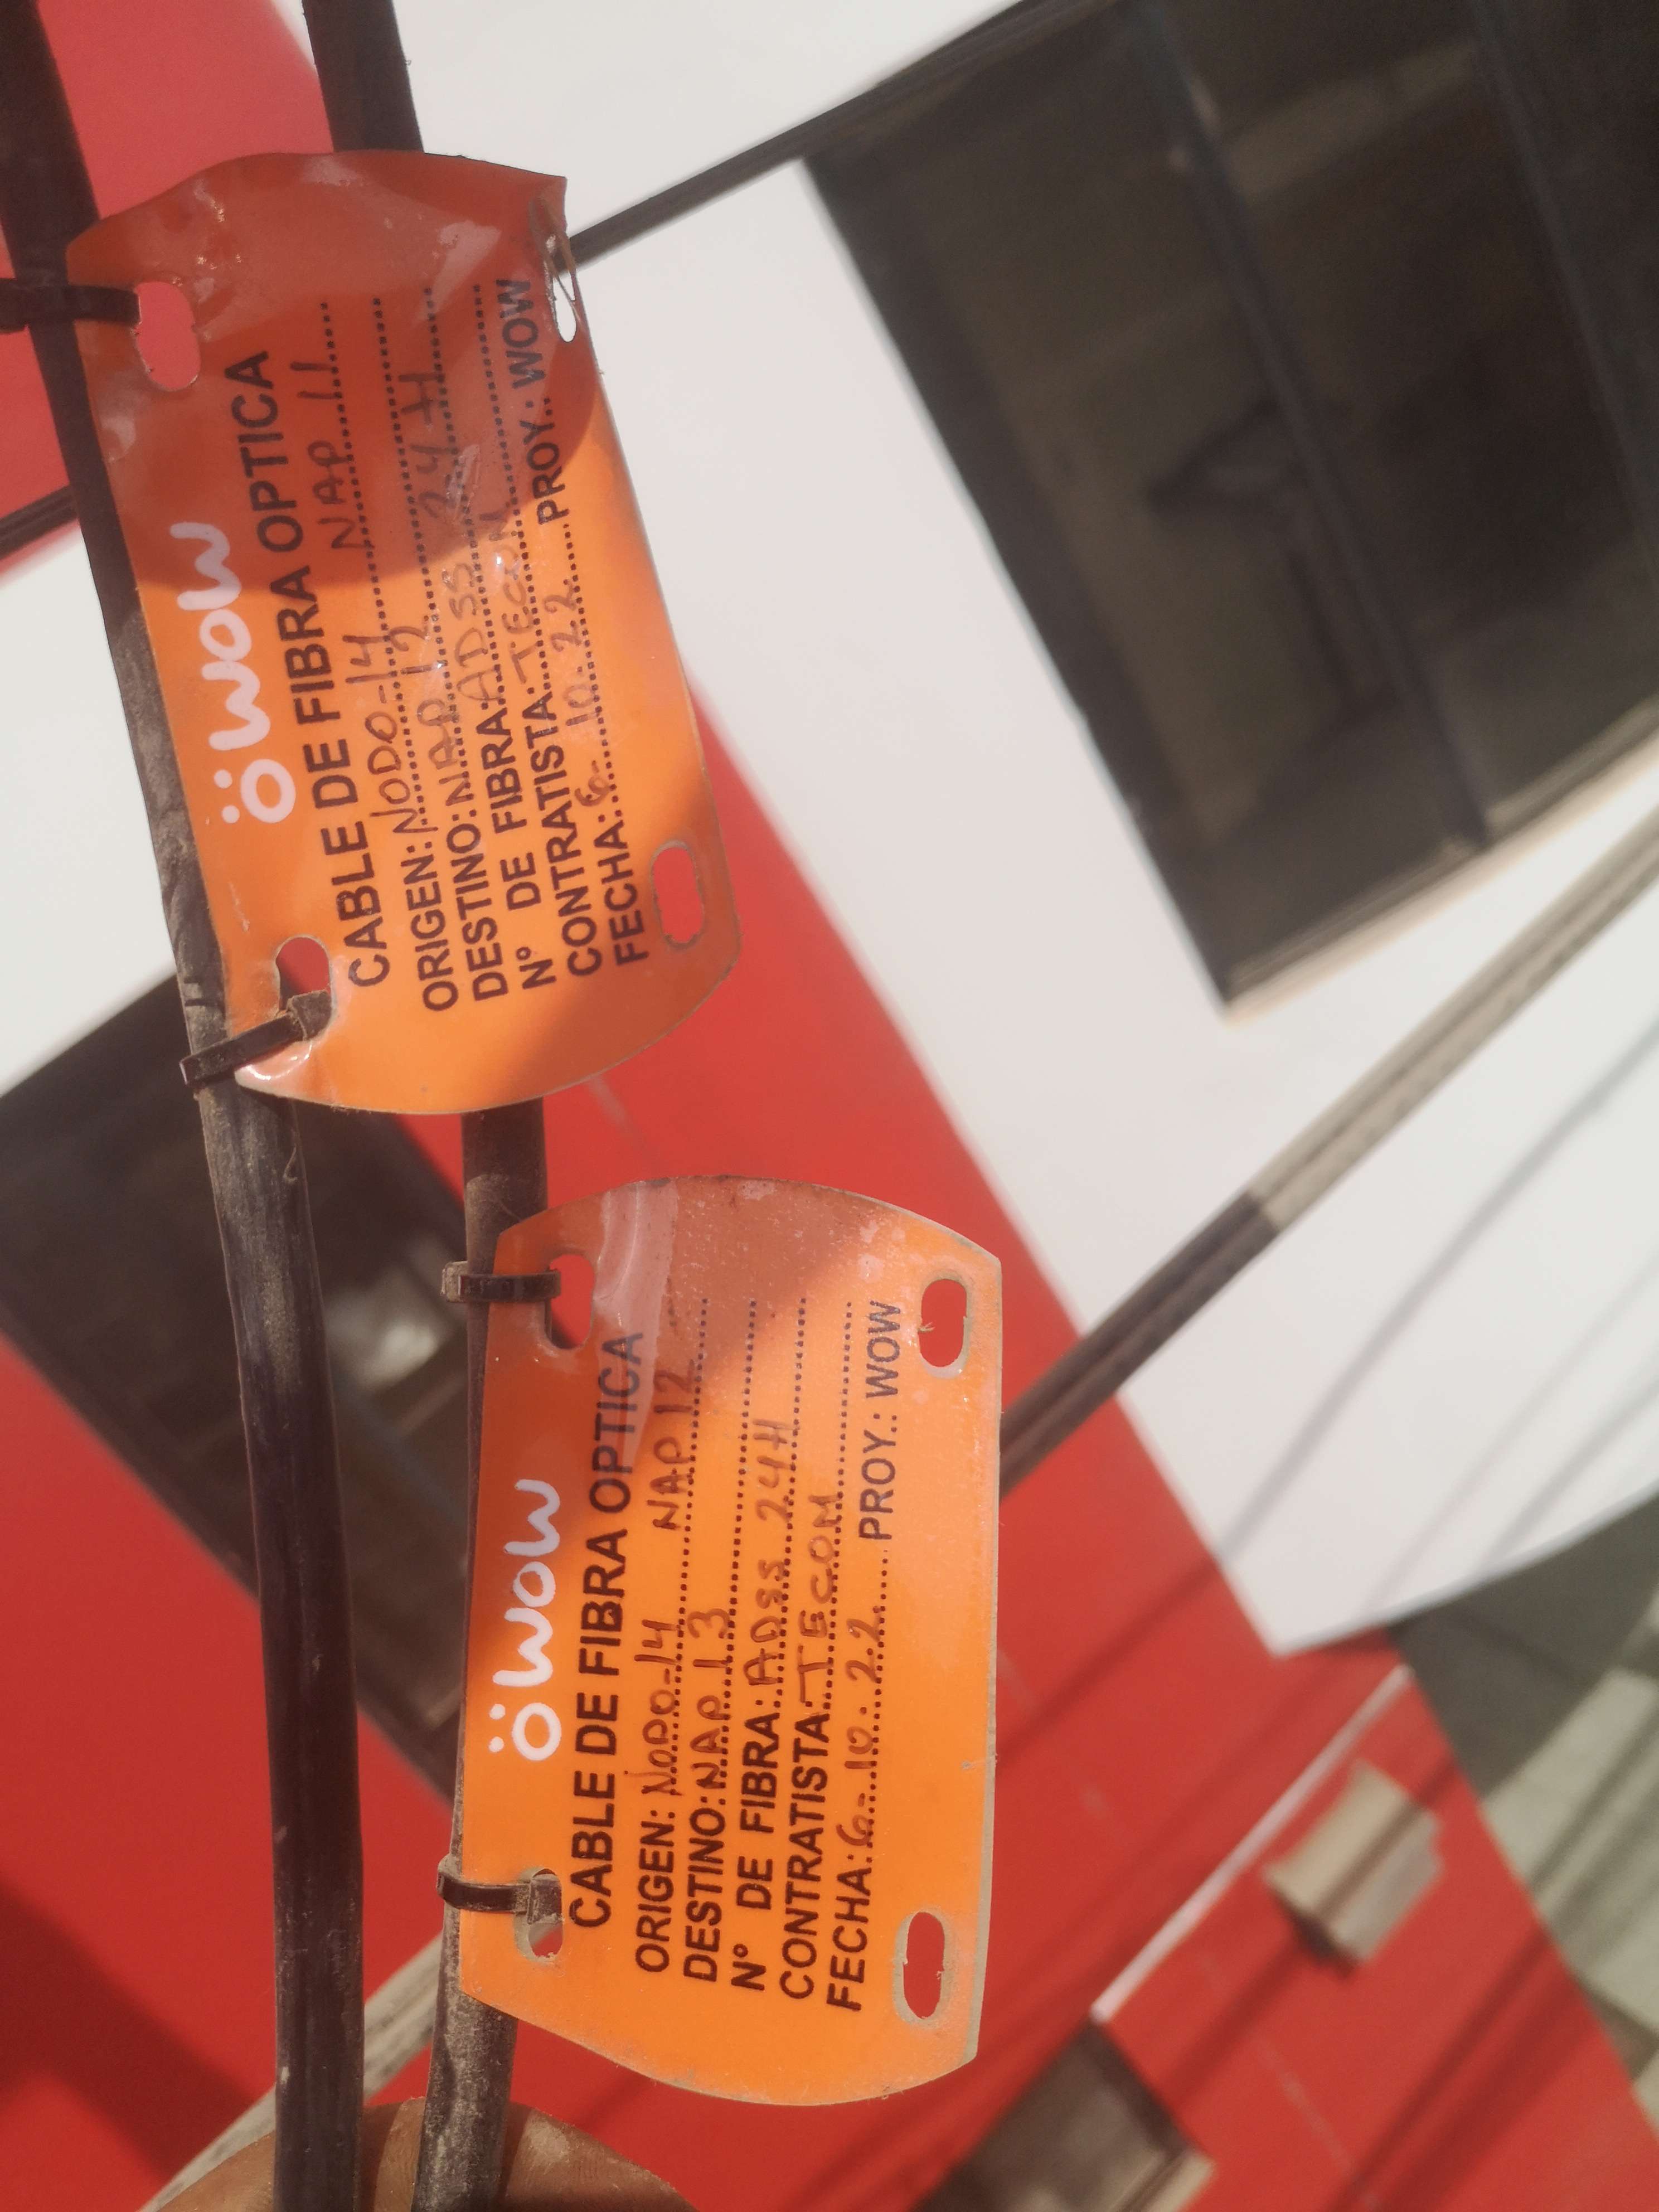 WOW
CABLE DE FIBRA OPTICA
ORIGEN: NODO-14 NAP 11
DESTINO: NAP 12
N° DE FIBRA: ADSS 24H
CONTRATISTA: TECOM
FECHA: 6-10-22 PROY.: WOW
WOW
CABLE DE FIBRA OPTICA
ORIGEN: NODO-14 NAP 12
DESTINO: NAP 13
N° DE FIBRA: ADSS 24H
CONTRATISTA: TECOM
FECHA: 6-10-22 PROY.: WOW